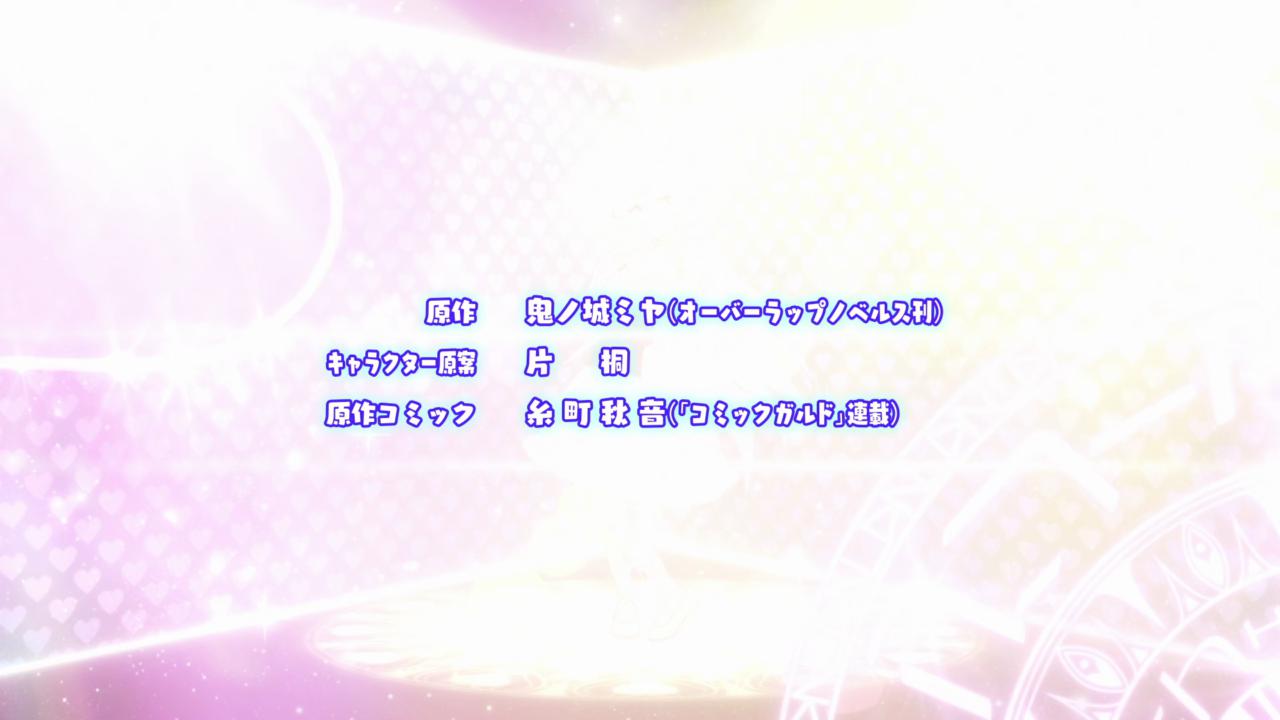 原作 鬼ノ城ミヤ(オーバーラップノベルス刊)
キャラクター原案 片桐
原作コミック 糸町秋音(「コミックガルド」連載)